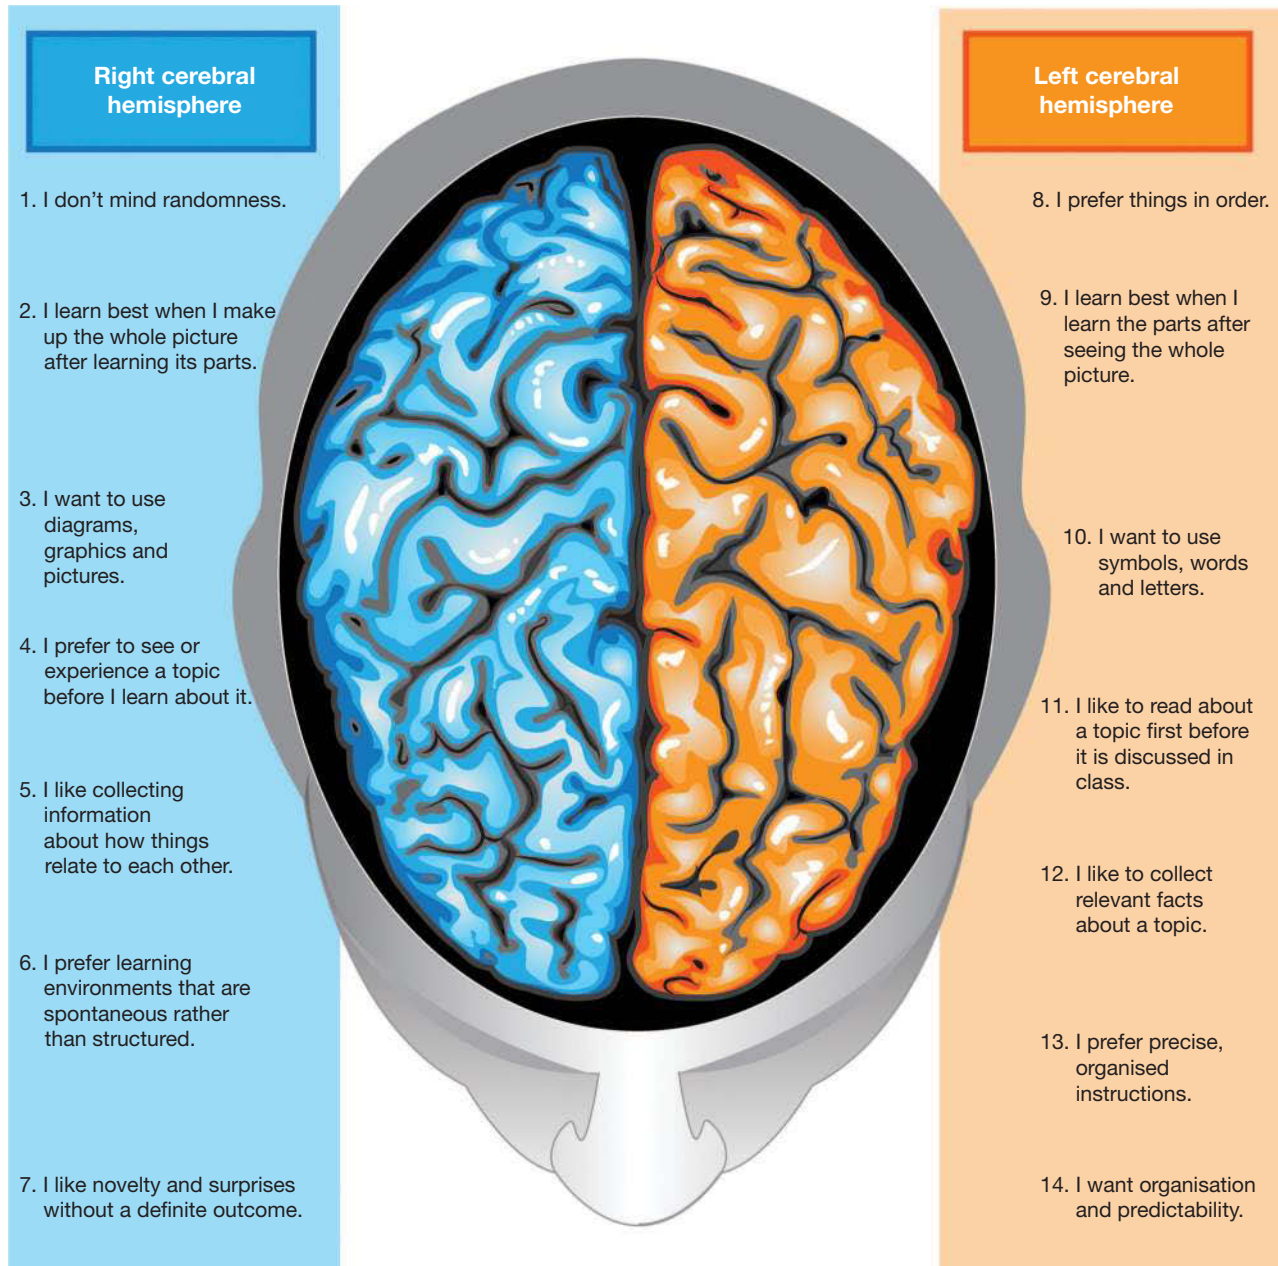 Right cerebral
hemisphere
1. I don’t mind randomness.
2. I learn best when I make
up the whole picture
after learning its parts.
3. I want to use
diagrams,
graphics and
pictures.
4. I prefer to see or
experience a topic
before I learn about it.
5. I like collecting
information
about how things
relate to each other.
6. I prefer learning
environments that are
spontaneous rather
than structured.
7. I like novelty and surprises
without a definite outcome.
Left cerebral
hemisphere
8. I prefer things in order.
9. I learn best when I
learn the parts after
seeing the whole
picture.
10. I want to use
symbols, words
and letters.
11. I like to read about
a topic first before
it is discussed in
class.
12. I like to collect
relevant facts
about a topic.
13. I prefer precise,
organised
instructions.
14. I want organisation
and predictability.